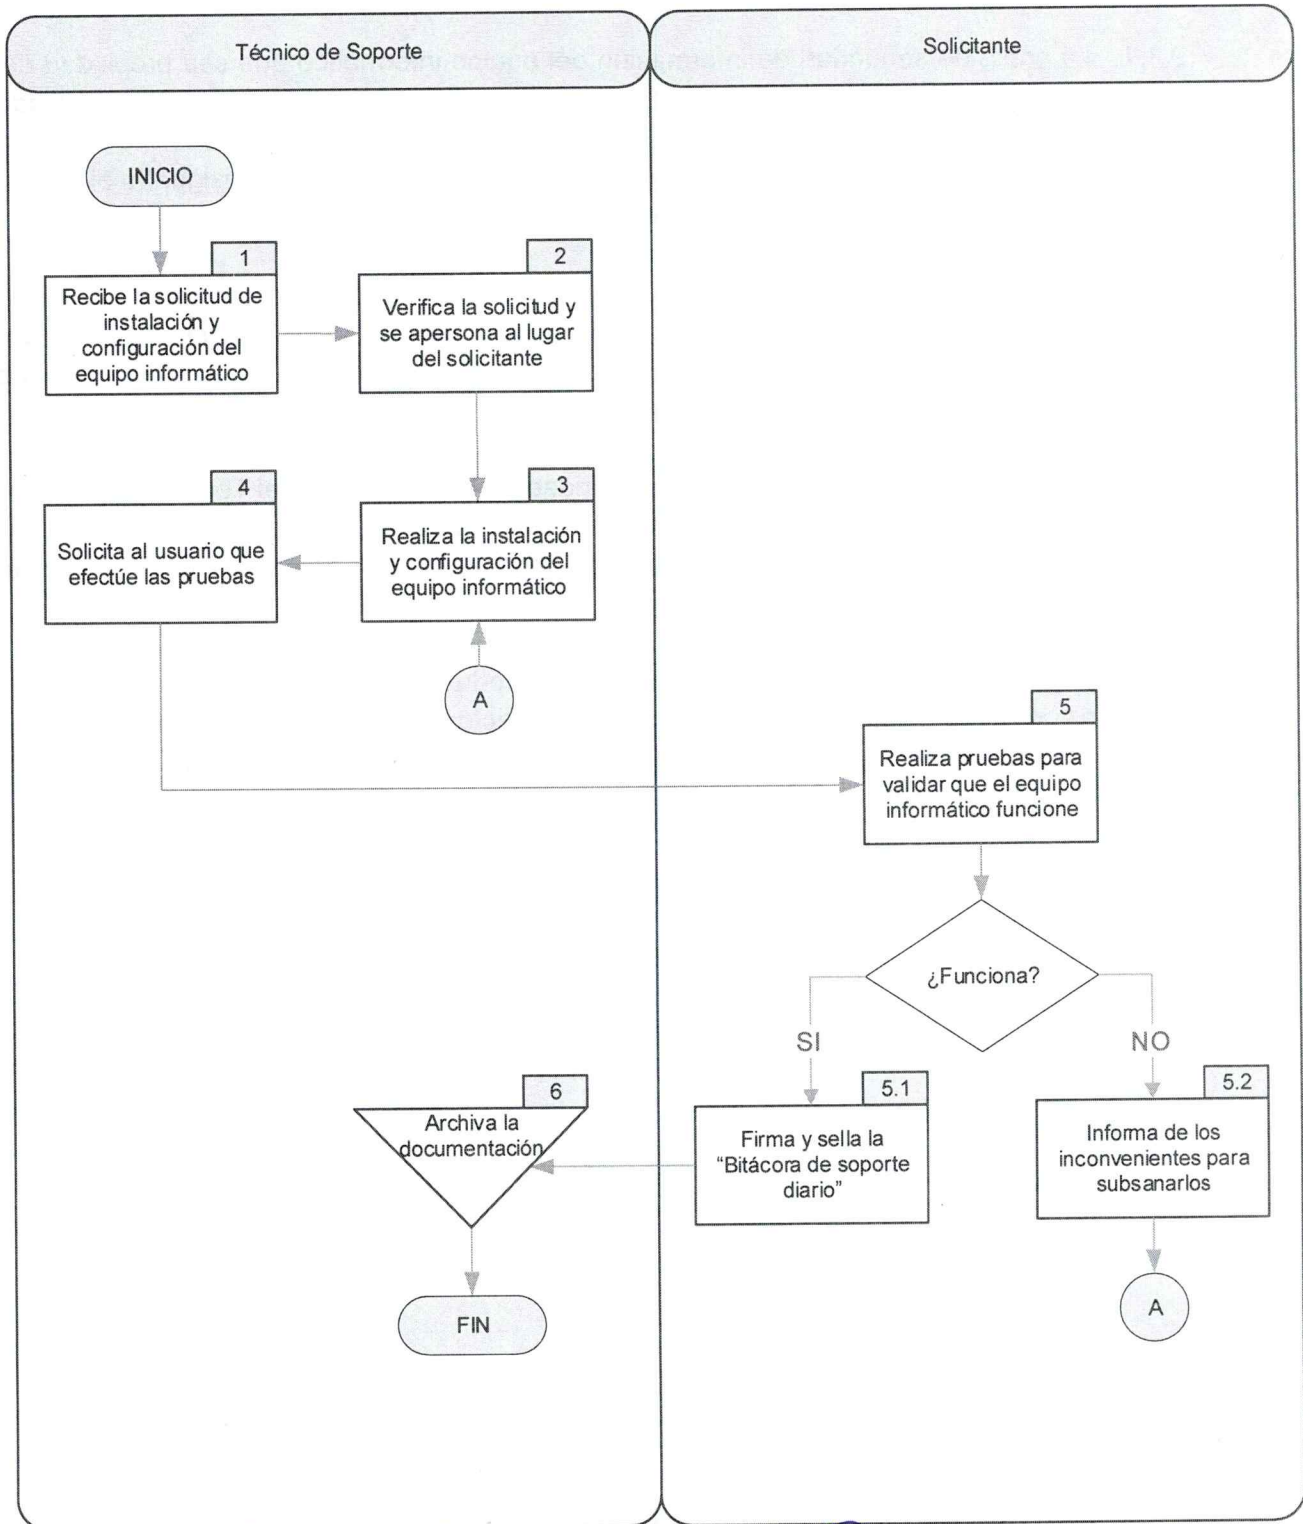 Técnico de Soporte
Solicitante
INICIO
1
Recibe la solicitud de
instalación y
configuración del
equipo informático
2
Verifica la solicitud y
se apersona al lugar
del solicitante
4
Solicita al usuario que
efectúe las pruebas
3
Realiza la instalación
y configuración del
equipo informático
A
5
Realiza pruebas para
validar que el equipo
informático funcione
¿Funciona?
SI
NO
6
Archiva la
documentación
5.1
Firma y sella la
“Bitácora de soporte
diario”
5.2
Informa de los
inconvenientes para
subsanarlos
FIN
A